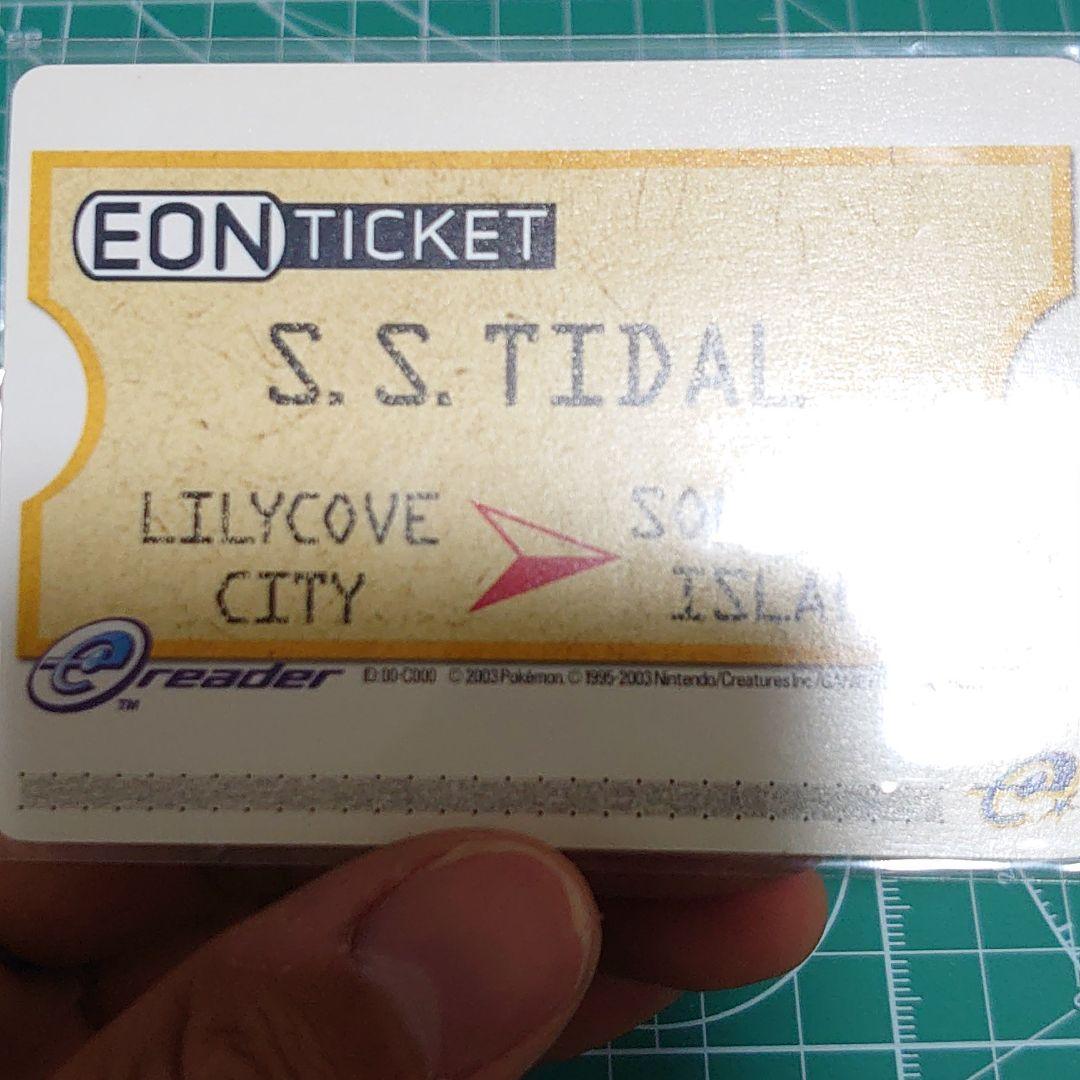 EON TICKET
S.S. TIDAL
LILYCOVE
CITY
e reader TM ID:00-C000 © 2003 Pokémon. © 1995-2003 Nintendo/Creatures Inc./